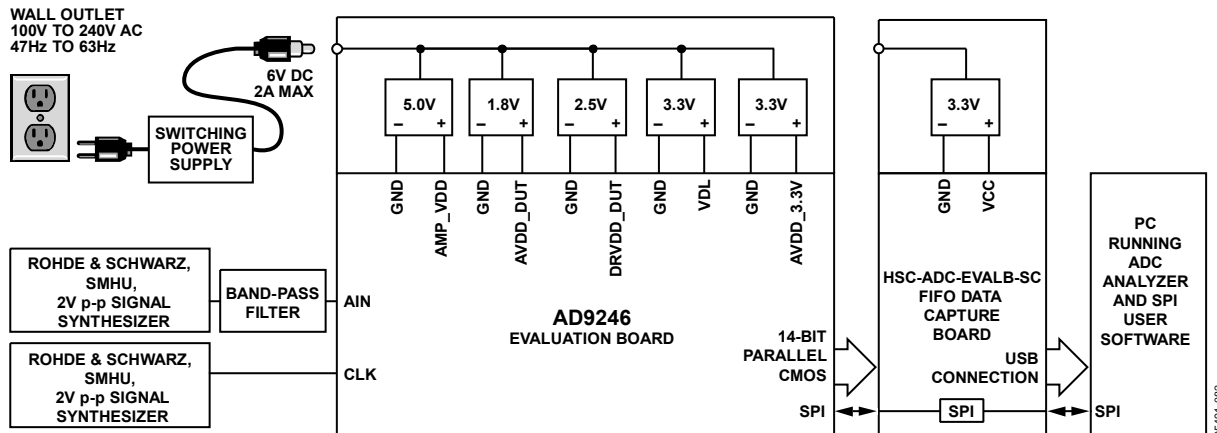 WALL OUTLET
100V TO 240V AC
47Hz TO 63Hz
6V DC
2A MAX
SWITCHING
POWER
SUPPLY
5.0V
– +
1.8V
– +
2.5V
– +
3.3V
– +
3.3V
– +
3.3V
– +
GND
AMP_VDD
GND
AVDD_DUT
GND
DRVDD_DUT
GND
VDL
GND
AVDD_3.3V
GND
VCC
ROHDE & SCHWARZ,
SMHU,
2V p-p SIGNAL
SYNTHESIZER
BAND-PASS
FILTER
AIN
ROHDE & SCHWARZ,
SMHU,
2V p-p SIGNAL
SYNTHESIZER
CLK
AD9246
EVALUATION BOARD
14-BIT
PARALLEL
CMOS
SPI
HSC-ADC-EVALB-SC
FIFO DATA
CAPTURE
BOARD
USB
CONNECTION
SPI
PC
RUNNING
ADC
ANALYZER
AND SPI
USER
SOFTWARE
SPI